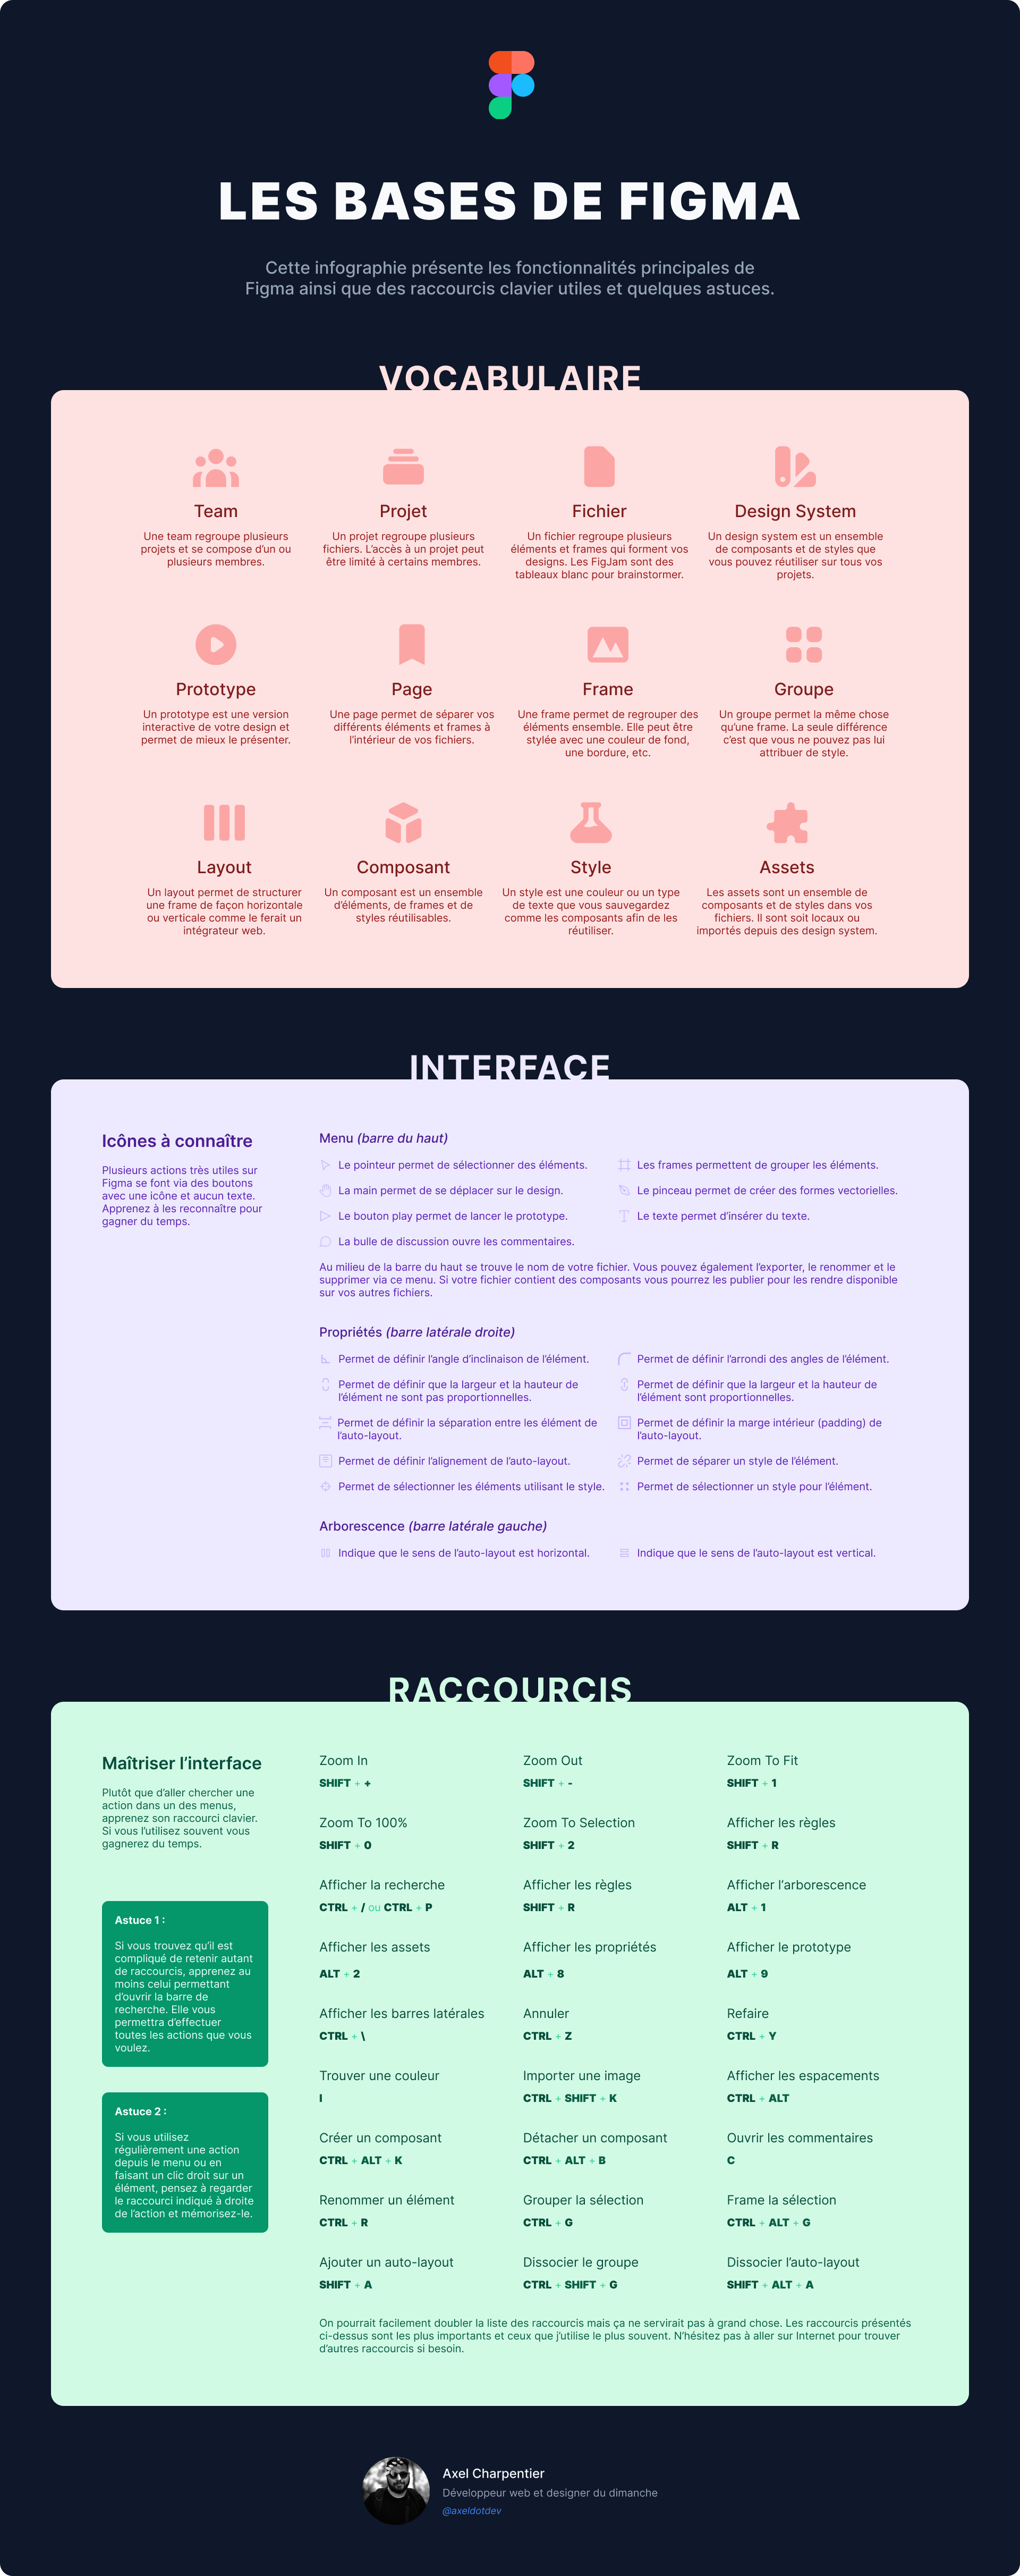 LES BASES DE FIGMA
Cette infographie présente les fonctionnalités principales de
Figma ainsi que des raccourcis clavier utiles et quelques astuces.
VOCABULAIRE
Team
Une team regroupe plusieurs
projets et se compose d’un ou
plusieurs membres.
Projet
Un projet regroupe plusieurs
fichiers. L’accès à un projet peut
être limité à certains membres.
Fichier
Un fichier regroupe plusieurs
éléments et frames qui forment vos
designs. Les FigJam sont des
tableaux blanc pour brainstormer.
Design System
Un design system est un ensemble
de composants et de styles que
vous pouvez réutiliser sur tous vos
projets.
Prototype
Un prototype est une version
interactive de votre design et
permet de mieux le présenter.
Page
Une page permet de séparer vos
différents éléments et frames à
l’intérieur de vos fichiers.
Frame
Une frame permet de regrouper des
éléments ensemble. Elle peut être
stylée avec une couleur de fond,
une bordure, etc.
Groupe
Un groupe permet la même chose
qu’une frame. La seule différence
c’est que vous ne pouvez pas lui
attribuer de style.
Layout
Un layout permet de structurer
une frame de façon horizontale
ou verticale comme le ferait un
intégrateur web.
Composant
Un composant est un ensemble
d’éléments, de frames et de
styles réutilisables.
Style
Un style est une couleur ou un type
de texte que vous sauvegardez
comme les composants afin de les
réutiliser.
Assets
Les assets sont un ensemble de
composants et de styles dans vos
fichiers. Il sont soit locaux ou
importés depuis des design system.
INTERFACE
Icônes à connaître
Plusieurs actions très utiles sur
Figma se font via des boutons
avec une icône et aucun texte.
Apprenez à les reconnaître pour
gagner du temps.
Menu (barre du haut)
Le pointeur permet de sélectionner des éléments.
Les frames permettent de grouper les éléments.
La main permet de se déplacer sur le design.
Le pinceau permet de créer des formes vectorielles.
Le bouton play permet de lancer le prototype.
Le texte permet d’insérer du texte.
La bulle de discussion ouvre les commentaires.
Au milieu de la barre du haut se trouve le nom de votre fichier. Vous pouvez également l’exporter, le renommer et le
supprimer via ce menu. Si votre fichier contient des composants vous pourrez les publier pour les rendre disponible
sur vos autres fichiers.
Propriétés (barre latérale droite)
Permet de définir l’angle d’inclinaison de l’élément.
Permet de définir l’arrondi des angles de l’élément.
Permet de définir que la largeur et la hauteur de
l’élément ne sont pas proportionnelles.
Permet de définir que la largeur et la hauteur de
l’élément sont proportionnelles.
Permet de définir la séparation entre les élément de
l’auto-layout.
Permet de définir la marge intérieur (padding) de
l’auto-layout.
Permet de définir l’alignement de l’auto-layout.
Permet de séparer un style de l’élément.
Permet de sélectionner les éléments utilisant le style.
Permet de sélectionner un style pour l’élément.
Arborescence (barre latérale gauche)
Indique que le sens de l’auto-layout est horizontal.
Indique que le sens de l’auto-layout est vertical.
RACCOURCIS
Maîtriser l’interface
Plutôt que d’aller chercher une
action dans un des menus,
apprenez son raccourci clavier.
Si vous l’utilisez souvent vous
gagnerez du temps.
Astuce 1 :
Si vous trouvez qu’il est
compliqué de retenir autant
de raccourcis, apprenez au
moins celui permettant
d’ouvrir la barre de
recherche. Elle vous
permettra d’effectuer
toutes les actions que vous
voulez.
Astuce 2 :
Si vous utilisez
régulièrement une action
depuis le menu ou en
faisant un clic droit sur un
élément, pensez à regarder
le raccourci indiqué à droite
de l’action et mémorisez-le.
Zoom In
SHIFT + +
Zoom Out
SHIFT + -
Zoom To Fit
SHIFT + 1
Zoom To 100%
SHIFT + 0
Zoom To Selection
SHIFT + 2
Afficher les règles
SHIFT + R
Afficher la recherche
CTRL + / ou CTRL + P
Afficher les règles
SHIFT + R
Afficher l’arborescence
ALT + 1
Afficher les assets
ALT + 2
Afficher les propriétés
ALT + 8
Afficher le prototype
ALT + 9
Afficher les barres latérales
CTRL + \
Annuler
CTRL + Z
Refaire
CTRL + Y
Trouver une couleur
I
Importer une image
CTRL + SHIFT + K
Afficher les espacements
CTRL + ALT
Créer un composant
CTRL + ALT + K
Détacher un composant
CTRL + ALT + B
Ouvrir les commentaires
C
Renommer un élément
CTRL + R
Grouper la sélection
CTRL + G
Frame la sélection
CTRL + ALT + G
Ajouter un auto-layout
SHIFT + A
Dissocier le groupe
CTRL + SHIFT + G
Dissocier l’auto-layout
SHIFT + ALT + A
On pourrait facilement doubler la liste des raccourcis mais ça ne servirait pas à grand chose. Les raccourcis présentés
ci-dessus sont les plus importants et ceux que j’utilise le plus souvent. N’hésitez pas à aller sur Internet pour trouver
d’autres raccourcis si besoin.
Axel Charpentier
Développeur web et designer du dimanche
@axeldotdev